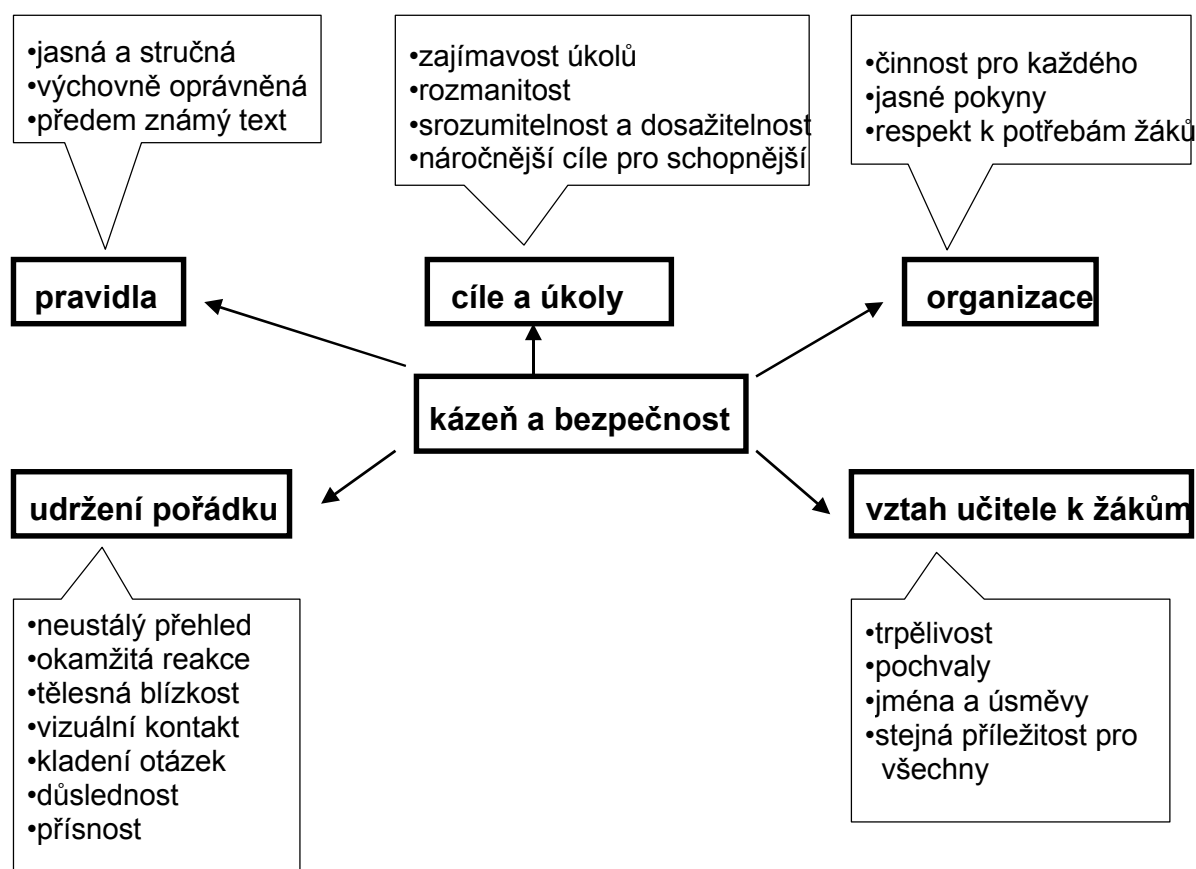 •jasná a stručná
•výchovně oprávněná
•předem známý text
•zajímavost úkolů
•rozmanitost
•srozumitelnost a dosažitelnost
•náročnější cíle pro schopnější
•činnost pro každého
•jasné pokyny
•respekt k potřebám žáků
pravidla
cíle a úkoly
organizace
kázeň a bezpečnost
udržení pořádku
vztah učitele k žákům
•neustálý přehled
•okamžitá reakce
•tělesná blízkost
•vizuální kontakt
•kladení otázek
•důslednost
•přísnost
•trpělivost
•pochvaly
•jména a úsměvy
•stejná příležitost pro
všechny